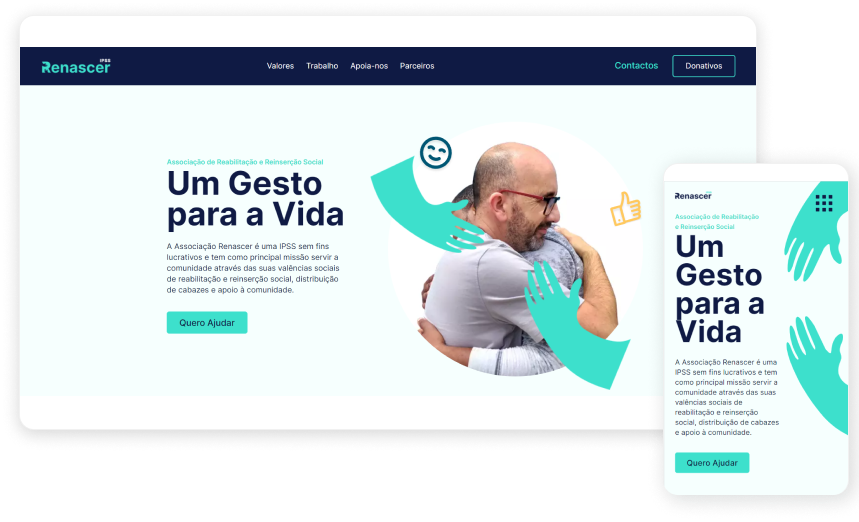 Renascer IPSS
Valores Trabalho Apoia-nos Parceiros
Contactos Donativos
Associação de Reabilitação e Reinserção Social
Um Gesto
para a Vida
A Associação Renascer é uma IPSS sem fins
lucrativos e tem como principal missão servir a
comunidade através das suas valências sociais
de reabilitação e reinserção social, distribuição
de cabazes e apoio à comunidade.
Quero Ajudar
Renascer
Associação de Reabilitação
e Reinserção Social
Um
Gesto
para a
Vida
A Associação Renascer é uma
IPSS sem fins lucrativos e tem
como principal missão servir a
comunidade através das suas
valências sociais de
reabilitação e reinserção
social, distribuição de cabazes
e apoio à comunidade.
Quero Ajudar